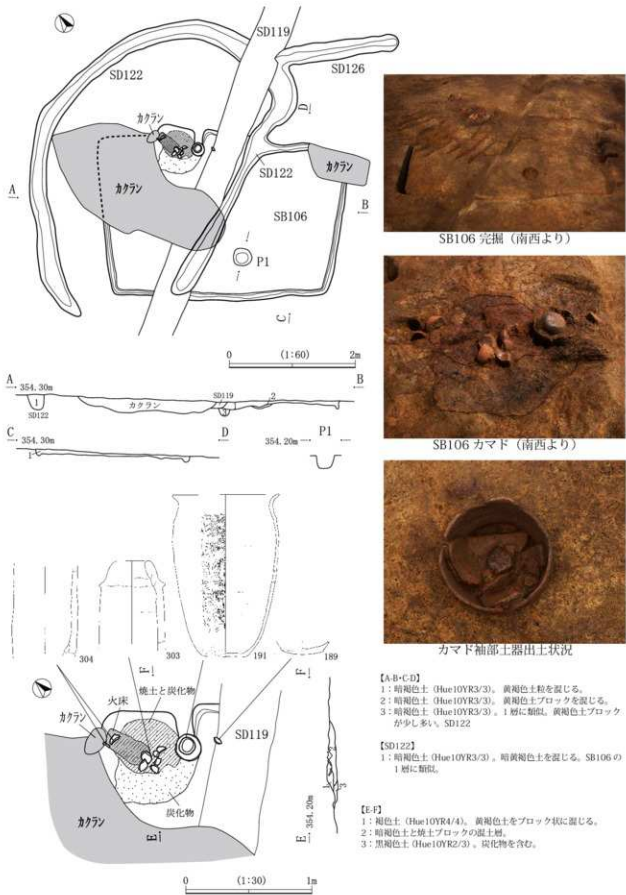 SD119
SD126
SD122
D
カクラン
カクラン
カクラン
SD122
A
B
SB106
P1
C
0 (1:60) 2m
A 354,30m B
1 カクラン SD119 2
SD122 3
C 354,30m D 354,20m P1
1
304 303 191 189
F F
焼土と炭化物
火床
カクラン
SD119
炭化物
カクラン
E E 354,20m
1 3
0 (1:30) 1m
SB106 完掘（南西より）
SB106 カマド（南西より）
カマド袖部土器出土状況
【A-B・C-D】
1：暗褐色土（Hue10YR3/3）。黄褐色土粒を混じる。
2：暗褐色土（Hue10YR3/3）。黄褐色土ブロックを混じる。
3：暗褐色土（Hue10YR3/3）。1層に類似。黄褐色土ブロック
が少し多い。SD122
【SD122】
1：暗褐色土（Hue10YR3/3）。暗黄褐色土を混じる。SB106の
1層に類似。
【E-F】
1：褐色土（Hue10YR4/4）。黄褐色土をブロック状に混じる。
2：暗褐色土と焼土ブロックの混土層。
3：黒褐色土（Hue10YR2/3）。炭化物を含む。